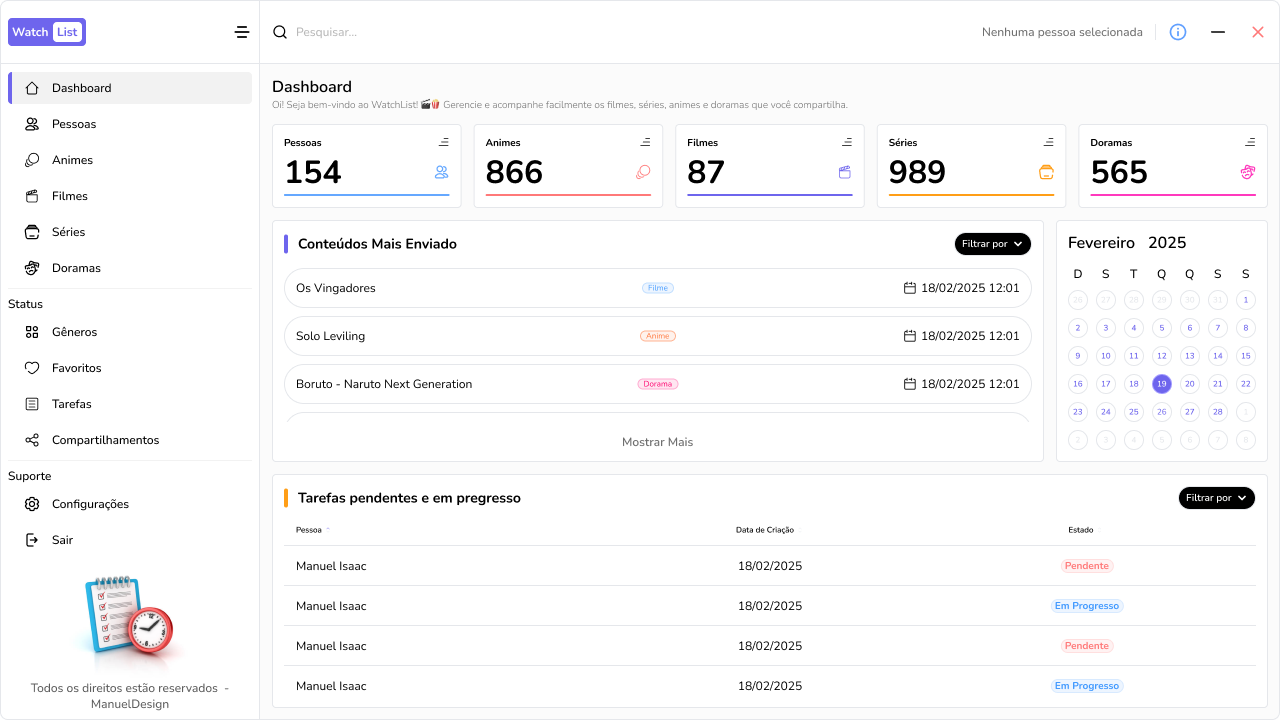 Watch List
Pesquisar...
Nenhuma pessoa selecionada
Dashboard
Pessoas
Animes
Filmes
Séries
Doramas
Status
Gêneros
Favoritos
Tarefas
Compartilhamentos
Suporte
Configurações
Sair
Todos os direitos estão reservados -
ManuelDesign
Dashboard
Oi! Seja bem-vindo ao WatchList! 🎬🍿 Gerencie e acompanhe facilmente os filmes, séries, animes e doramas que você compartilha.
Pessoas
154
Animes
866
Filmes
87
Séries
989
Doramas
565
Conteúdos Mais Enviado
Filtrar por
Os Vingadores Filme 18/02/2025 12:01
Solo Leviling Anime 18/02/2025 12:01
Boruto - Naruto Next Generation Dorama 18/02/2025 12:01
Mostrar Mais
Fevereiro 2025
D S T Q Q S S
26 27 28 29 30 31 1
2 3 4 5 6 7 8
9 10 11 12 13 14 15
16 17 18 19 20 21 22
23 24 25 26 27 28 1
2 3 4 5 6 7 8
Tarefas pendentes e em pregresso
Filtrar por
Pessoa Data de Criação Estado
Manuel Isaac 18/02/2025 Pendente
Manuel Isaac 18/02/2025 Em Progresso
Manuel Isaac 18/02/2025 Pendente
Manuel Isaac 18/02/2025 Em Progresso